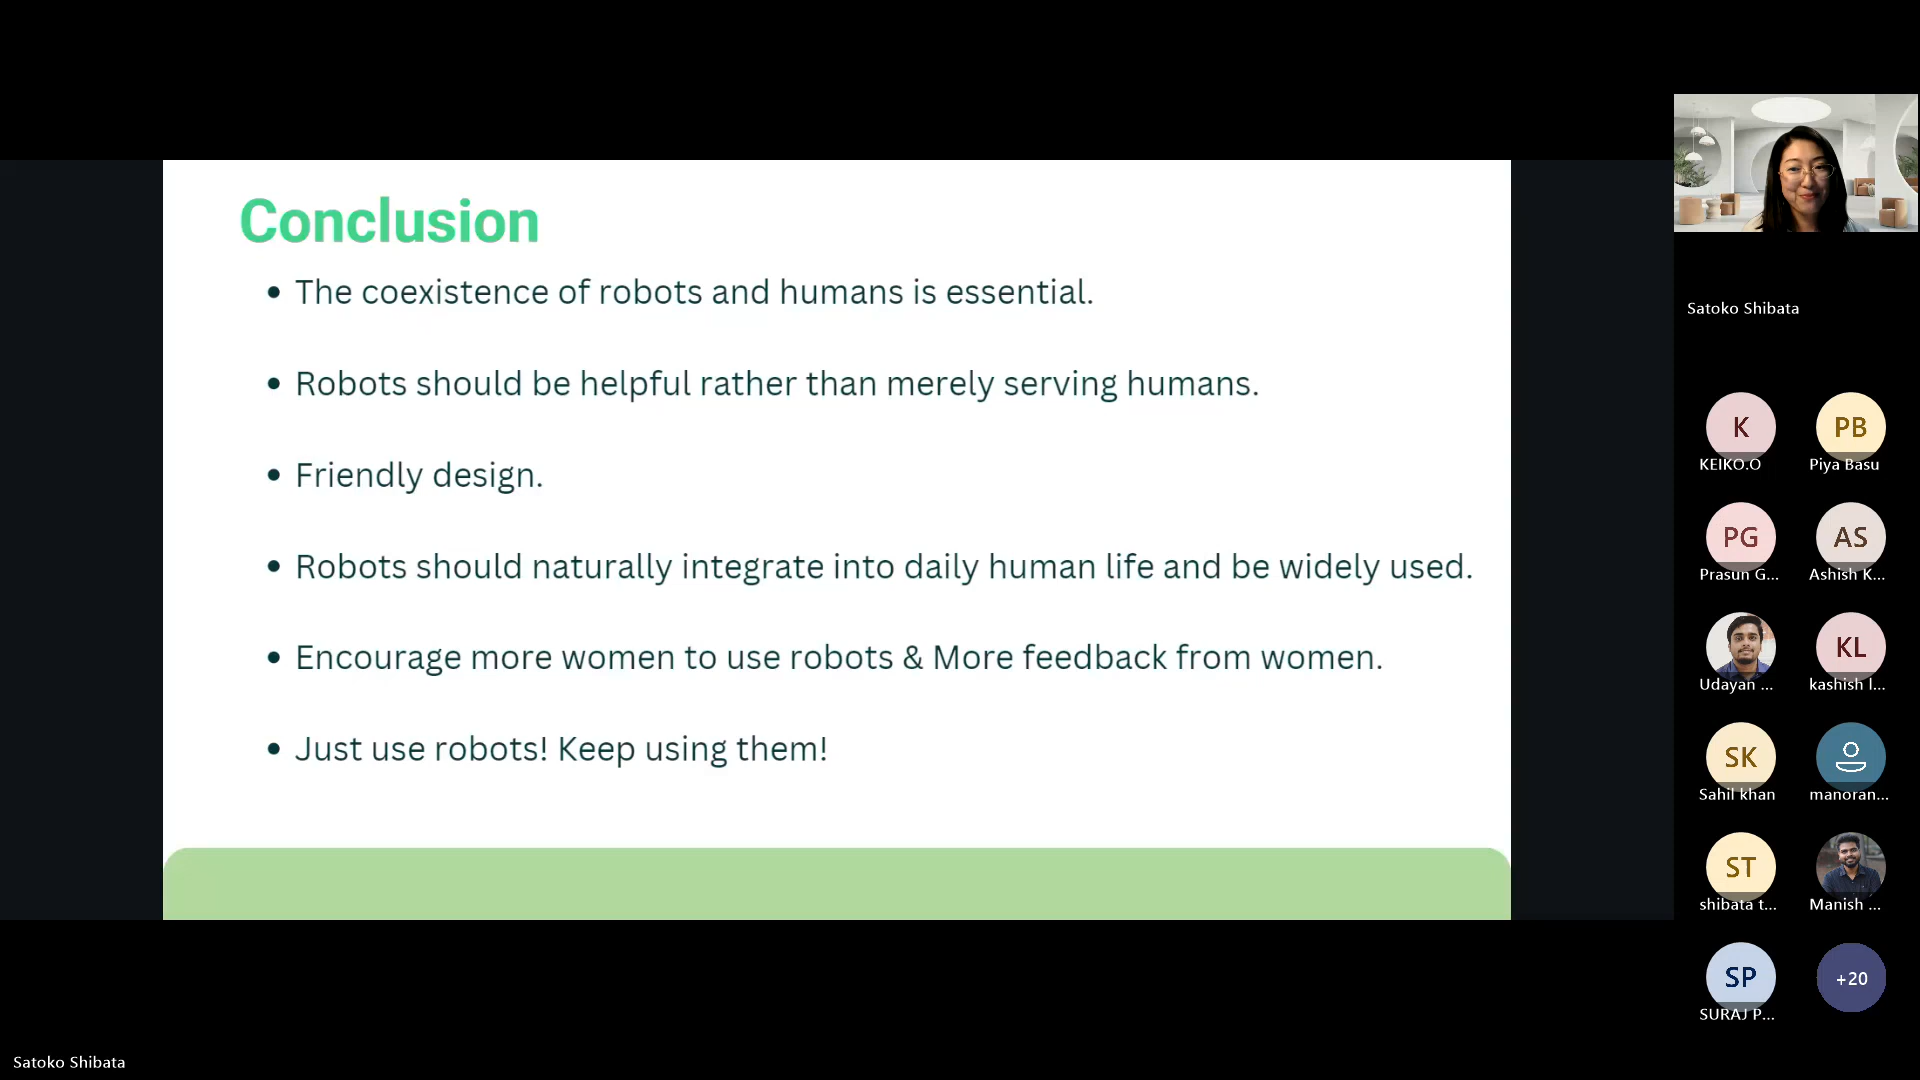 Conclusion
• The coexistence of robots and humans is essential.
• Robots should be helpful rather than merely serving humans.
• Friendly design.
• Robots should naturally integrate into daily human life and be widely used.
• Encourage more women to use robots & More feedback from women.
• Just use robots! Keep using them!
Satoko Shibata
K
KEIKO.O
PB
Piya Basu
PG
Prasun G...
AS
Ashish K...
Udayan ...
KL
kashish l...
SK
Sahil khan
manoran...
ST
shibata t...
Manish ...
SP
SURAJ P...
+20
Satoko Shibata